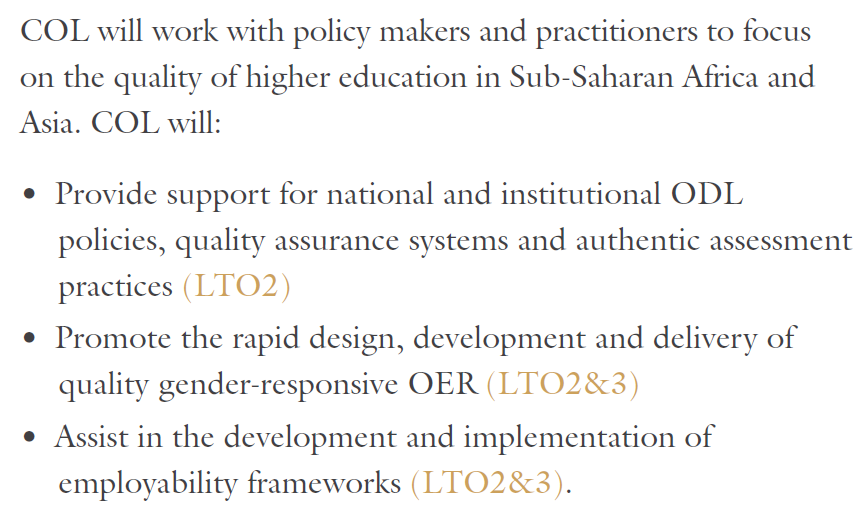 COL will work with policy makers and practitioners to focus
on the quality of higher education in Sub-Saharan Africa and
Asia. COL will:
• Provide support for national and institutional ODL
policies, quality assurance systems and authentic assessment
practices (LTO2)
• Promote the rapid design, development and delivery of
quality gender-responsive OER (LTO2&3)
• Assist in the development and implementation of
employability frameworks (LTO2&3).